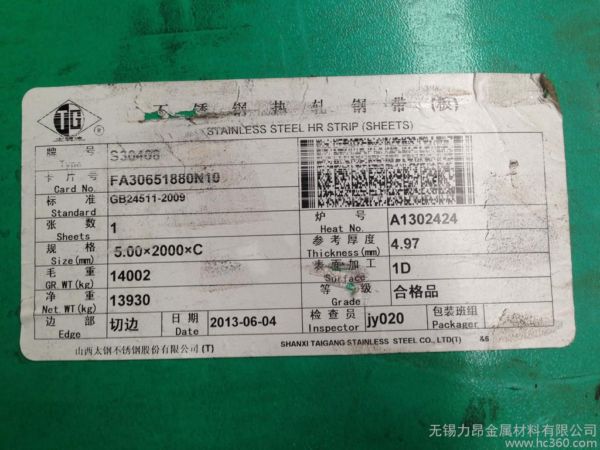 TG
®
不锈钢热轧钢带(板)
STAINLESS STEEL HR STRIP (SHEETS)
牌 号 S30408
Type
卡 片 号 FA30651880N10
Card No.
标 准 GB24511-2009
Standard
张 数 1
Sheets
规 格 5.00×2000×C
Size(mm)
毛 重 14002
GR.WT(kg)
净 重 13930
Net.WT(kg)
边 部 切边
Edge
日 期 2013-06-04
Date
炉 号 A1302424
Heat No.
参考厚度 4.97
Thickness(mm)
表面加工 1D
Surface
等 级 合格品
Grade
检 查 员 jy020
Inspector
包装班组
Packager
山西太钢不锈钢股份有限公司(T)
SHANXI TAIGANG STAINLESS STEEL CO., LTD(T) &6
无锡力昂金属材料有限公司
www.hc360.com